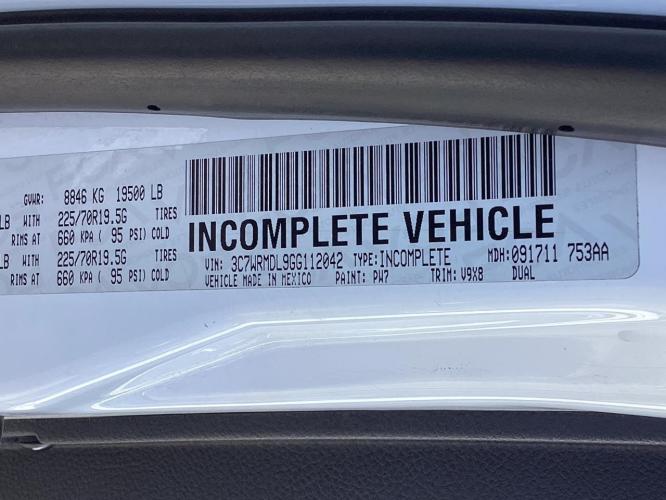 GVWR: 8846 KG 19500 LB
LB WITH 225/70R19.5G TIRES
RIMS AT 660 KPA ( 95 PSI) COLD
LB WITH 225/70R19.5G TIRES
RIMS AT 660 KPA ( 95 PSI) COLD
INCOMPLETE VEHICLE
VIN: 3C7WRMDL9GG112042 TYPE: INCOMPLETE MDH: 091711 753AA
VEHICLE MADE IN MEXICO PAINT: PW7 TRIM: V9X8 DUAL